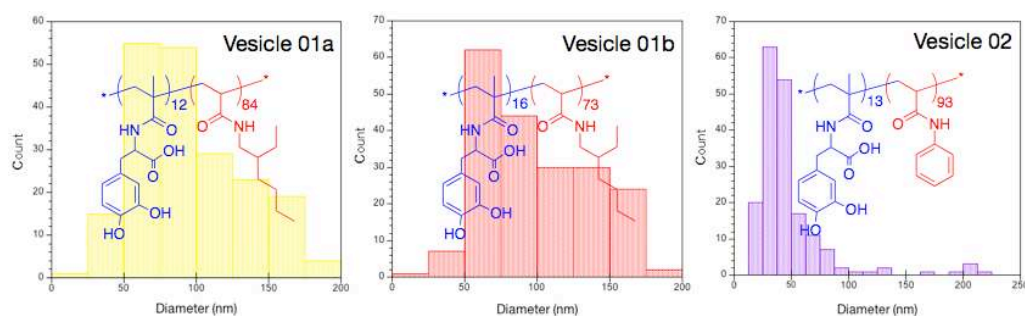 Vesicle 01a
Count
60
50
40
30
20
10
0
* ( ) 12 ( ) 84 *
HN O O NH
OH
O
OH
HO
0 50 100 150 200
Diameter (nm)
Vesicle 01b
Count
70
60
50
40
30
20
10
0
* ( ) 16 ( ) 73 *
HN O O NH
OH
O
OH
HO
0 50 100 150 200
Diameter (nm)
Vesicle 02
Count
70
60
50
40
30
20
10
0
* ( ) 13 ( ) 93 *
HN O O NH
OH
O
OH
HO
0 50 100 150 200 250
Diameter (nm)